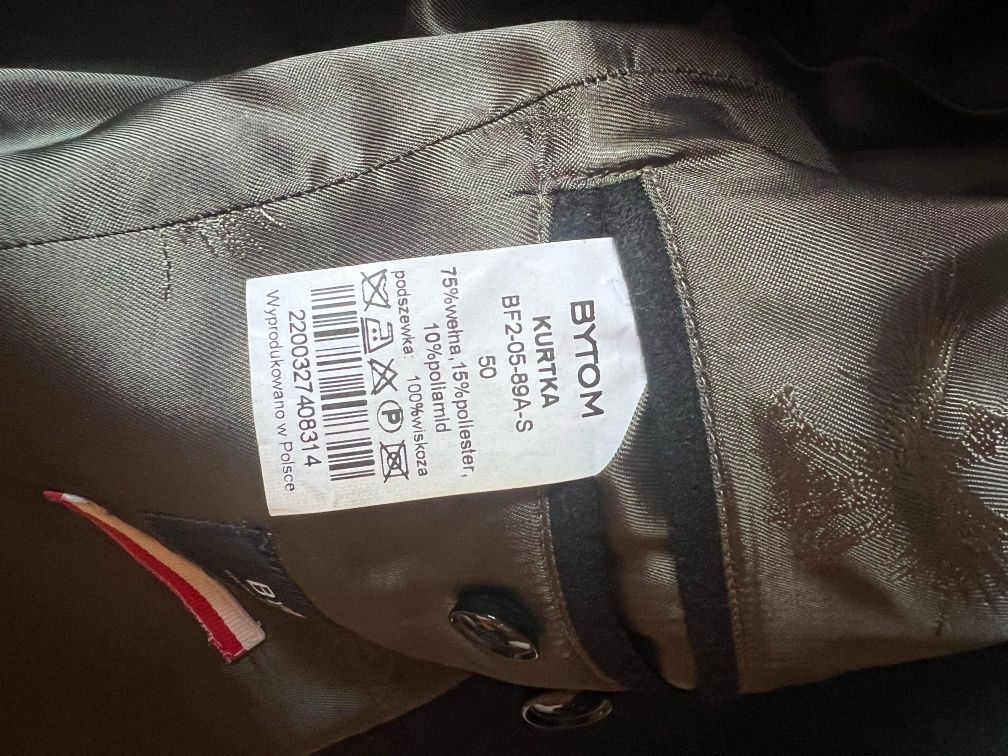 BYTOM
KURTKA
BF2-05-89A-S
50
75%wełna,15%poliester,
10%poliamid
podszewka: 100%wiskoza
P
2200327408314
Wyprodukowano w Polsce